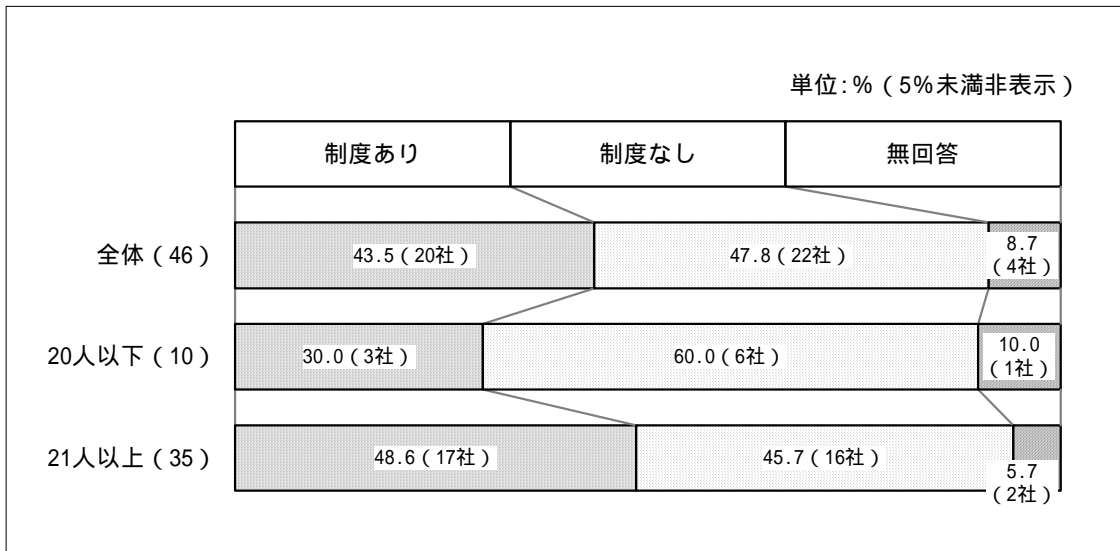 単位:%（5%未満非表示）
制度あり 制度なし 無回答
全体（46） 43.5（20社） 47.8（22社） 8.7
（4社）
20人以下（10） 30.0（3社） 60.0（6社） 10.0
（1社）
21人以上（35） 48.6（17社） 45.7（16社） 5.7
（2社）